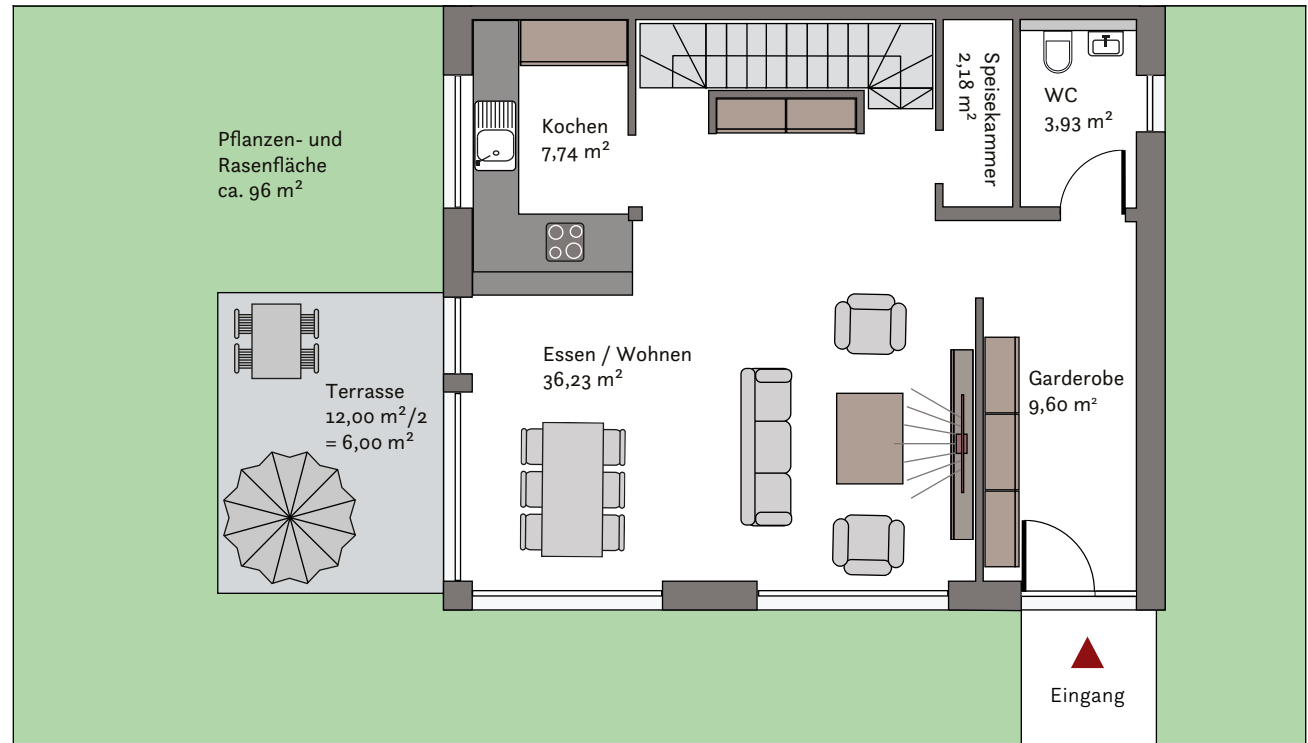 Pflanzen- und
Rasenfläche
ca. 96 m²
Kochen
7,74 m²
Speisekammer
2,18 m²
WC
3,93 m²
Essen / Wohnen
36,23 m²
Terrasse
12,00 m²/2
= 6,00 m²
Garderobe
9,60 m²
Eingang